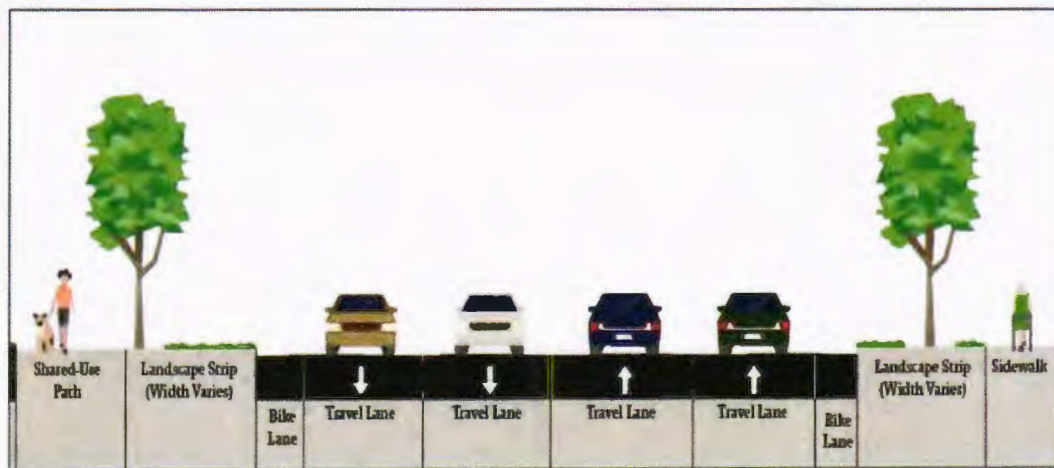 Shared-Use
Path
Landscape Strip
(Width Varies)
Bike
Lane
Travel Lane
Travel Lane
Travel Lane
Travel Lane
Bike
Lane
Landscape Strip
(Width Varies)
Sidewalk